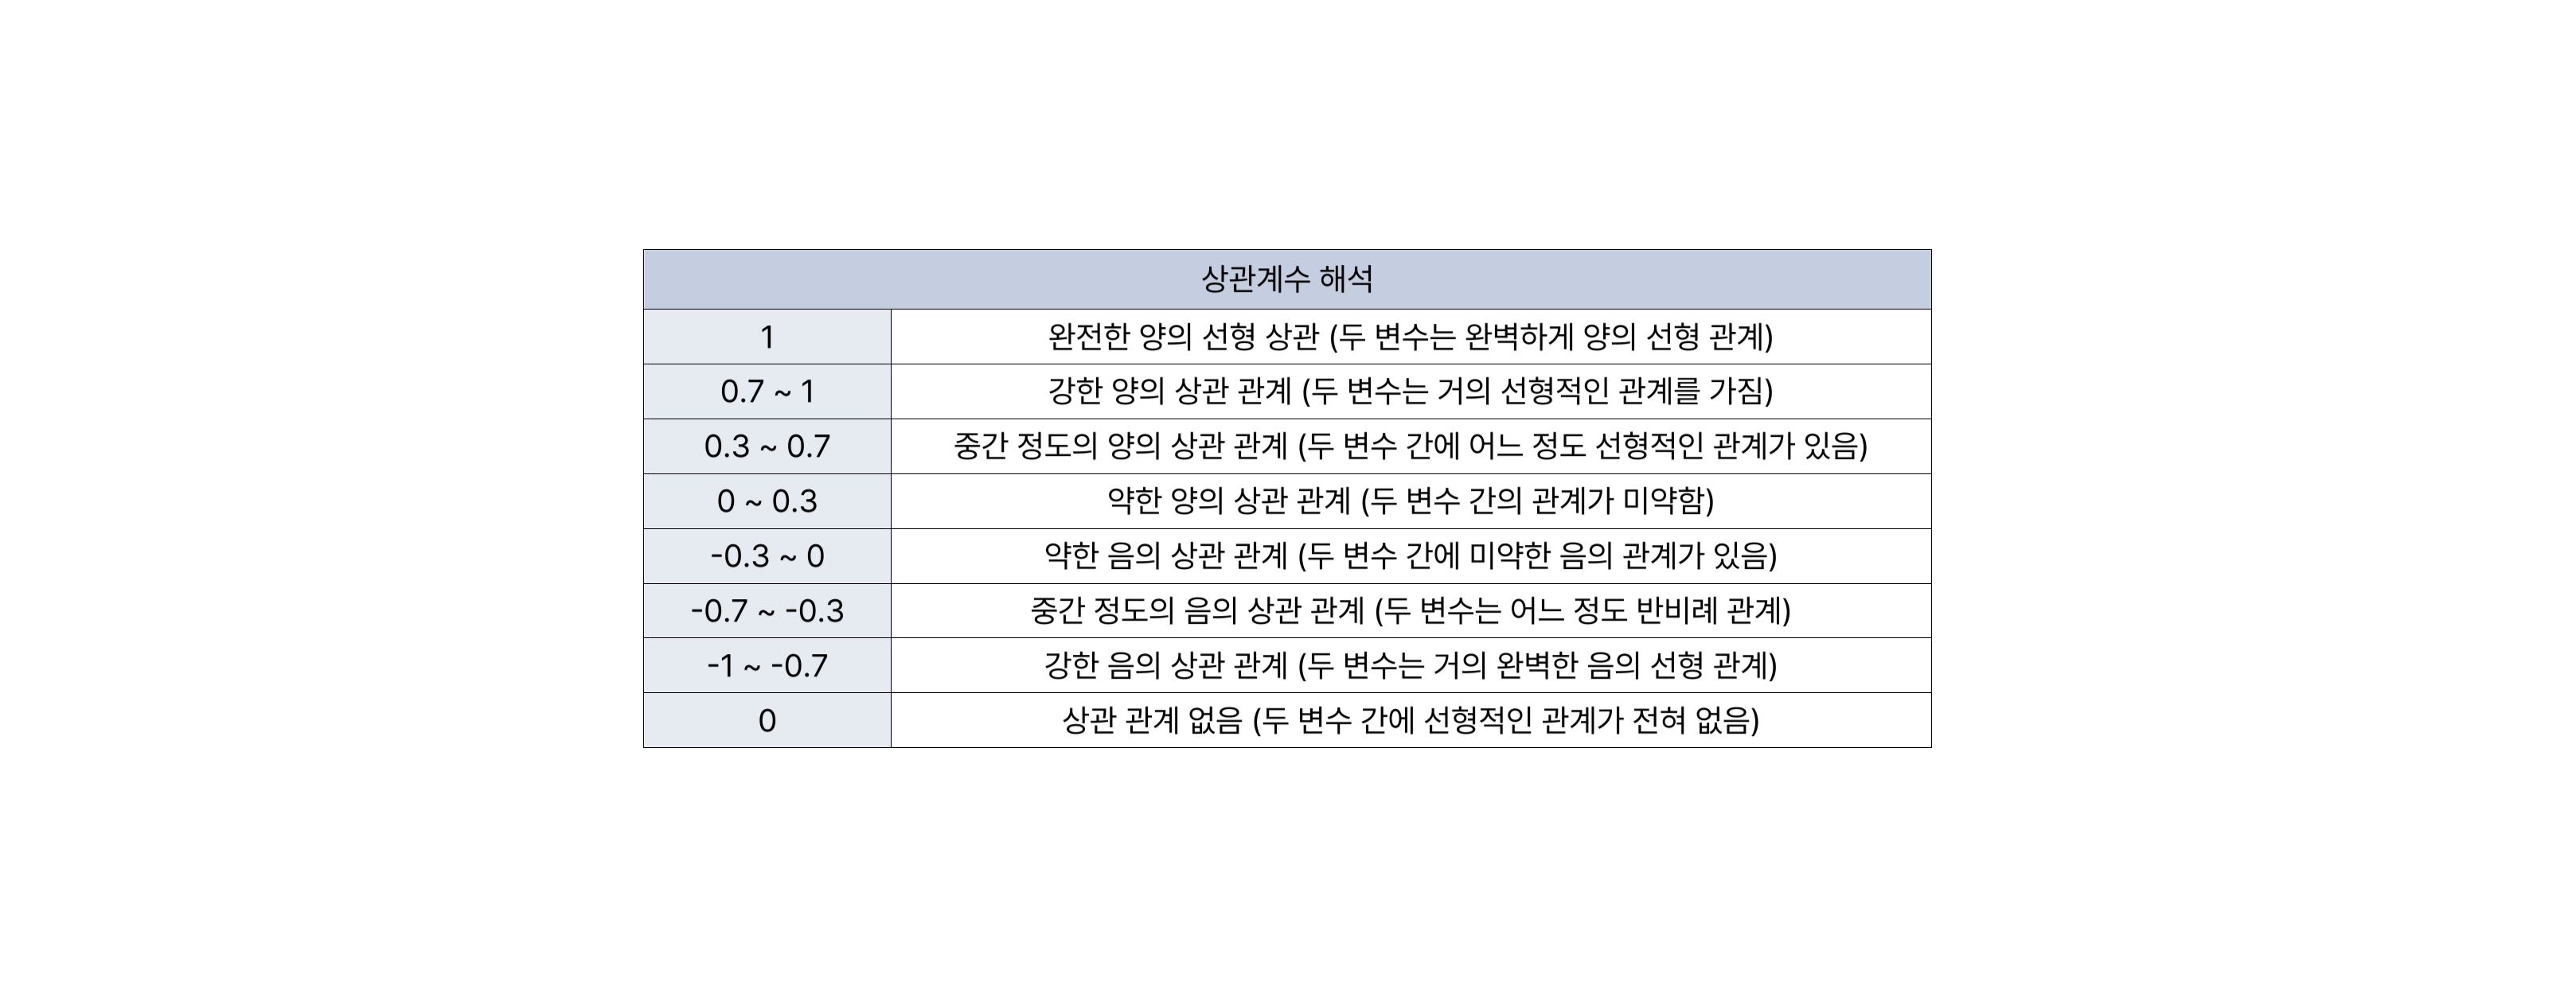 상관계수 해석
1 완전한 양의 선형 상관 (두 변수는 완벽하게 양의 선형 관계)
0.7 ~ 1 강한 양의 상관 관계 (두 변수는 거의 선형적인 관계를 가짐)
0.3 ~ 0.7 중간 정도의 양의 상관 관계 (두 변수 간에 어느 정도 선형적인 관계가 있음)
0 ~ 0.3 약한 양의 상관 관계 (두 변수 간의 관계가 미약함)
-0.3 ~ 0 약한 음의 상관 관계 (두 변수 간에 미약한 음의 관계가 있음)
-0.7 ~ -0.3 중간 정도의 음의 상관 관계 (두 변수는 어느 정도 반비례 관계)
-1 ~ -0.7 강한 음의 상관 관계 (두 변수는 거의 완벽한 음의 선형 관계)
0 상관 관계 없음 (두 변수 간에 선형적인 관계가 전혀 없음)